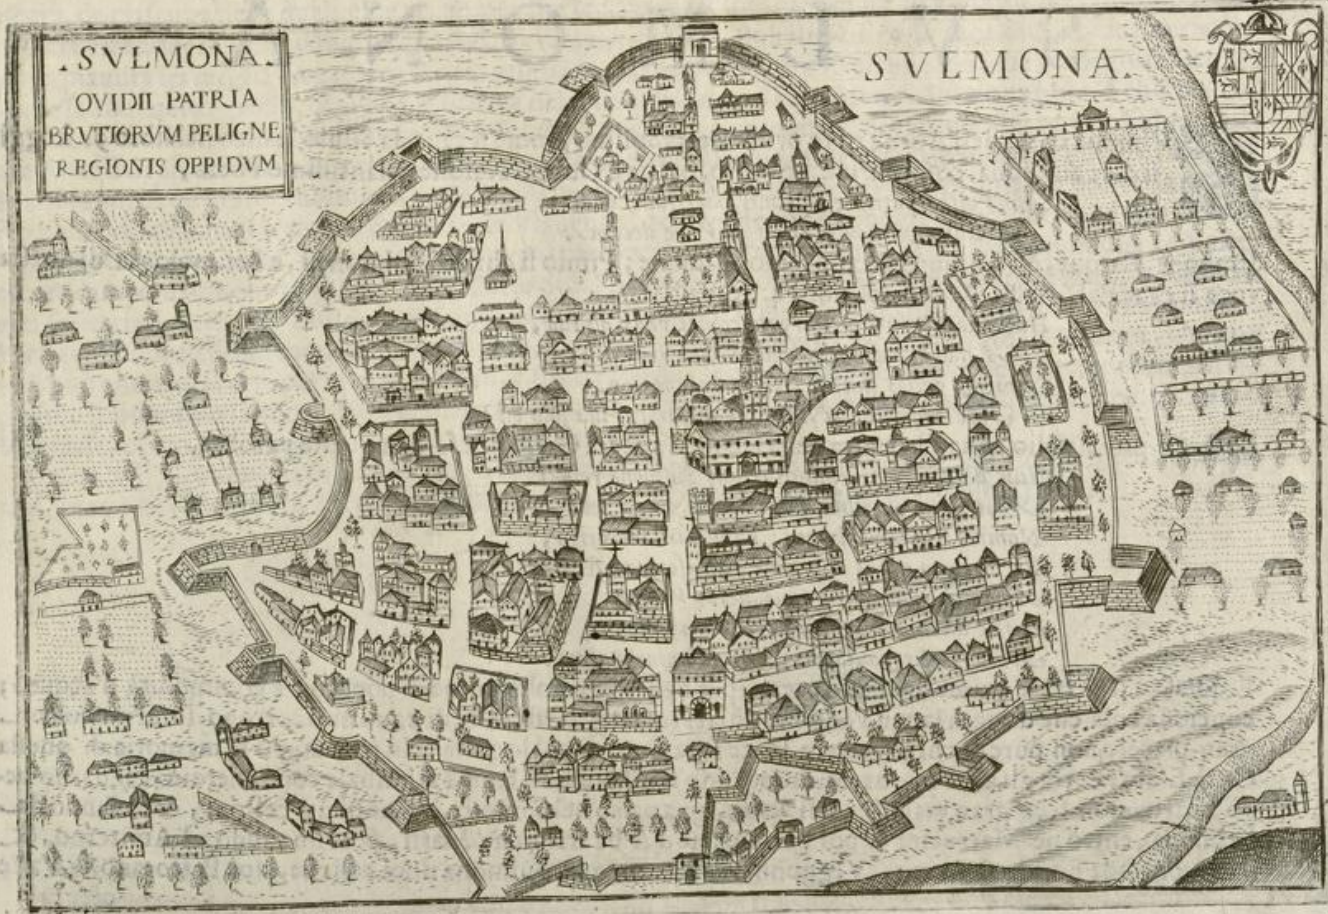 . SVLMONA .
OVIDII PATRIA
BRVTIORVM PELIGNE
REGIONIS OPPIDVM
SVLMONA.